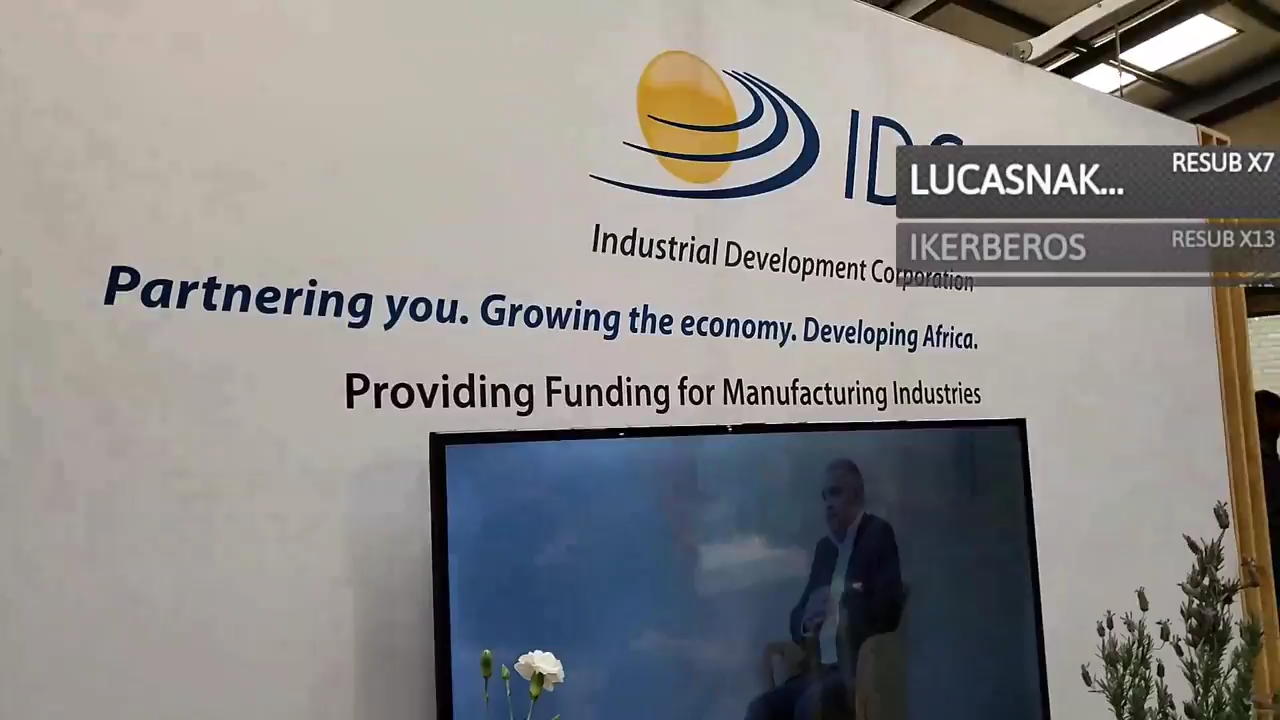 ID
LUCASNAK...
RESUB X7
IKERBEROS
RESUB X13
Industrial Development Corporation
Partnering you. Growing the economy. Developing Africa.
Providing Funding for Manufacturing Industries